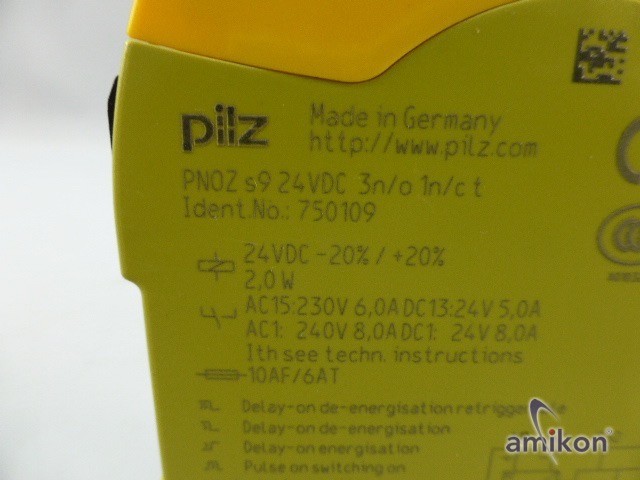 pilz
Made in Germany
http://www.pilz.com
PNOZ s9 24VDC 3n/o 1n/c t
Ident.No.: 750109
24VDC -20% / +20%
2,0 W
AC15:230V 6,0A DC13:24V 5,0A
AC1: 240V 8,0A DC1: 24V 8,0A
Ith see techn. instructions
10AF/6AT
Delay-on de-energisation
Delay-on de-energisation
Delay-on energisation
Pulse on switching on
amikon